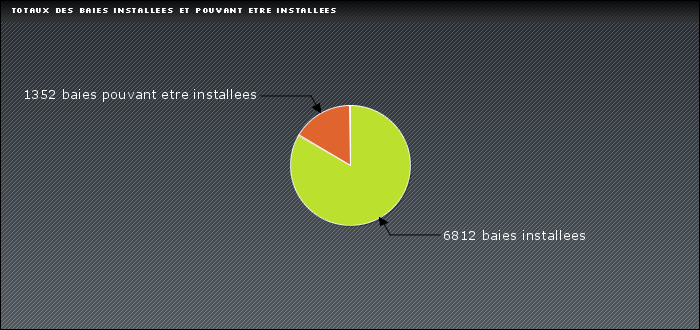 TOTAUX DES BAIES INSTALLEES ET POUVANT ETRE INSTALLEES
1352 baies pouvant etre installees
6812 baies installees